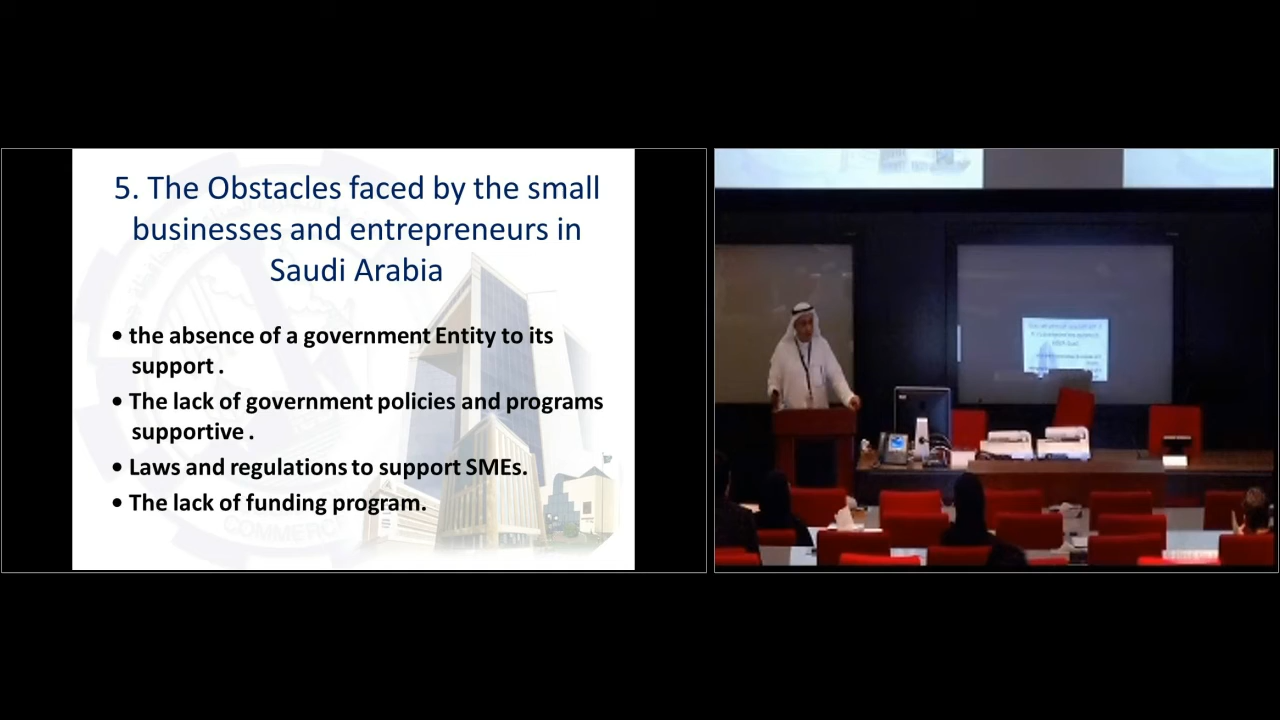 5. The Obstacles faced by the small
businesses and entrepreneurs in
Saudi Arabia
• the absence of a government Entity to its
support .
• The lack of government policies and programs
supportive .
• Laws and regulations to support SMEs.
• The lack of funding program.
COMMERC